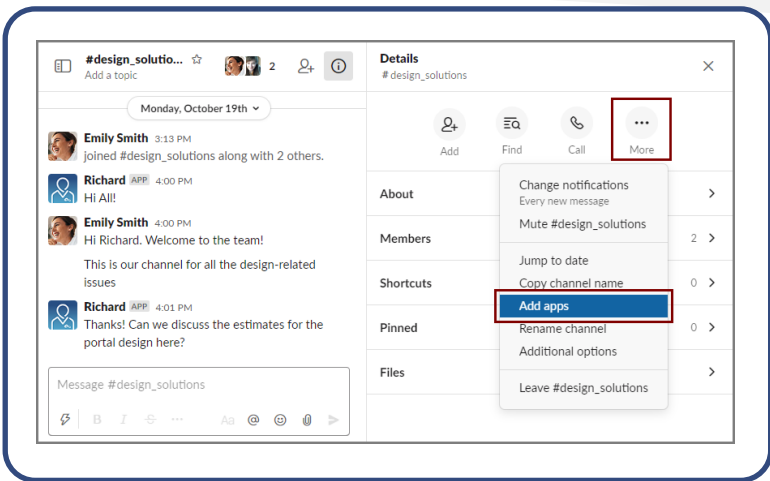 #design_solutio...
2
Add a topic
Monday, October 19th
Emily Smith 3:13 PM
joined #design_solutions along with 2 others.
Richard APP 4:00 PM
Hi All!
Emily Smith 4:00 PM
Hi Richard. Welcome to the team!
This is our channel for all the design-related
issues
Richard APP 4:01 PM
Thanks! Can we discuss the estimates for the
portal design here?
Message #design_solutions
B I S ... Aa @
Details
#design_solutions
Add
Find
Call
More
About
Members 2
Shortcuts 0
Pinned 0
Files
Change notifications
Every new message
Mute #design_solutions
Jump to date
Copy channel name
Add apps
Rename channel
Additional options
Leave #design_solutions